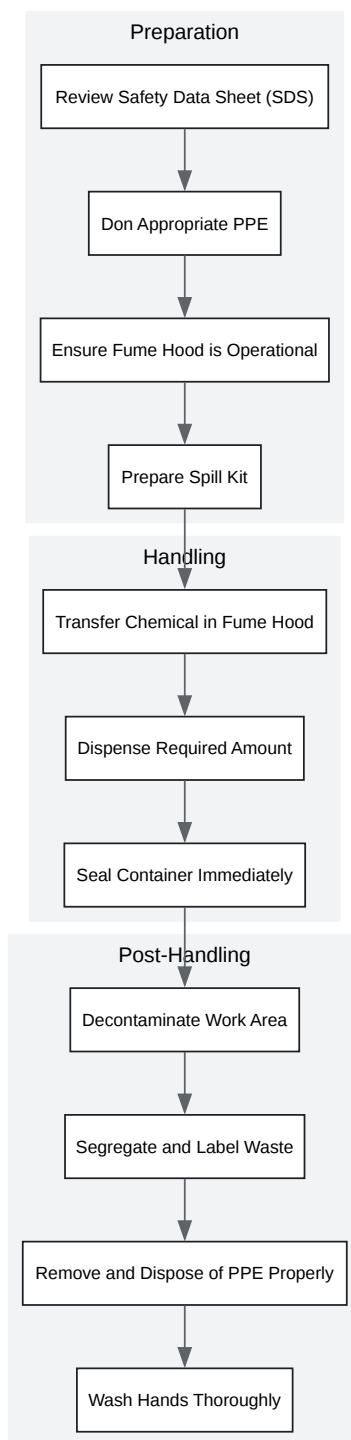 Preparation
Review Safety Data Sheet (SDS)
Don Appropriate PPE
Ensure Fume Hood is Operational
Prepare Spill Kit
Handling
Transfer Chemical in Fume Hood
Dispense Required Amount
Seal Container Immediately
Post-Handling
Decontaminate Work Area
Segregate and Label Waste
Remove and Dispose of PPE Properly
Wash Hands Thoroughly